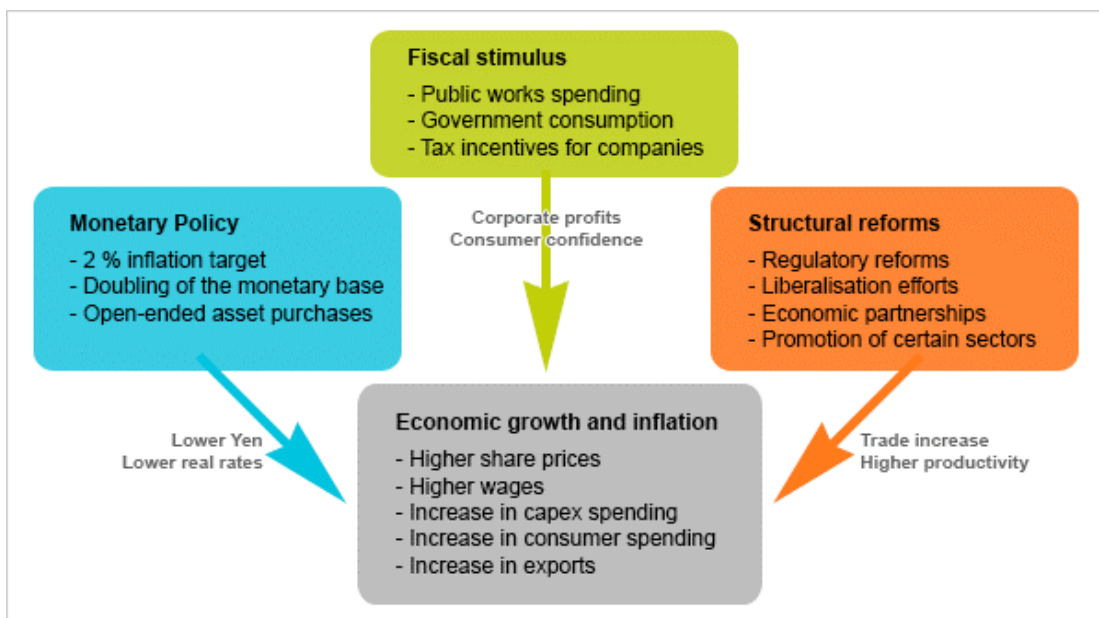 Fiscal stimulus
- Public works spending
- Government consumption
- Tax incentives for companies
Monetary Policy
- 2 % inflation target
- Doubling of the monetary base
- Open-ended asset purchases
Corporate profits
Consumer confidence
Structural reforms
- Regulatory reforms
- Liberalisation efforts
- Economic partnerships
- Promotion of certain sectors
Lower Yen
Lower real rates
Economic growth and inflation
- Higher share prices
- Higher wages
- Increase in capex spending
- Increase in consumer spending
- Increase in exports
Trade increase
Higher productivity